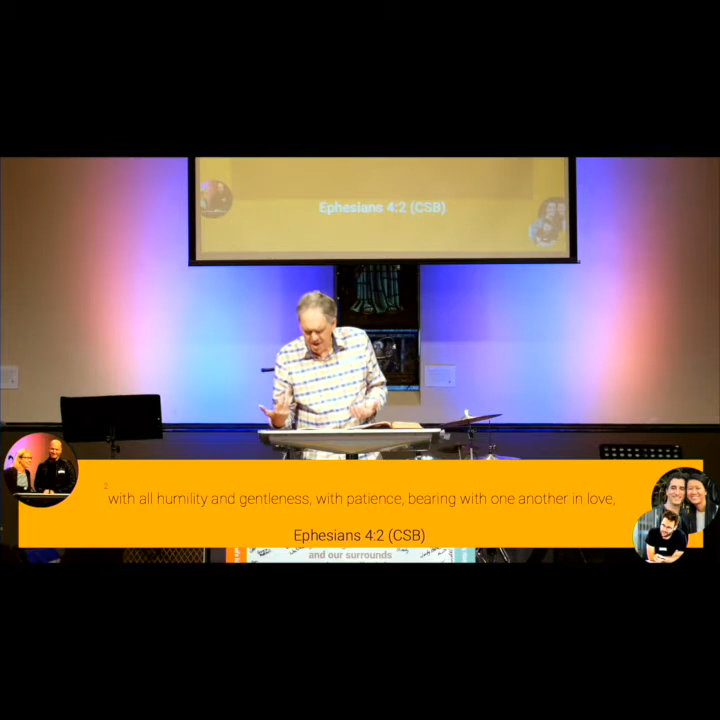 Ephesians 4:2 (CSB)
2
with all humility and gentleness, with patience, bearing with one another in love,
Ephesians 4:2 (CSB)
and our surrounds